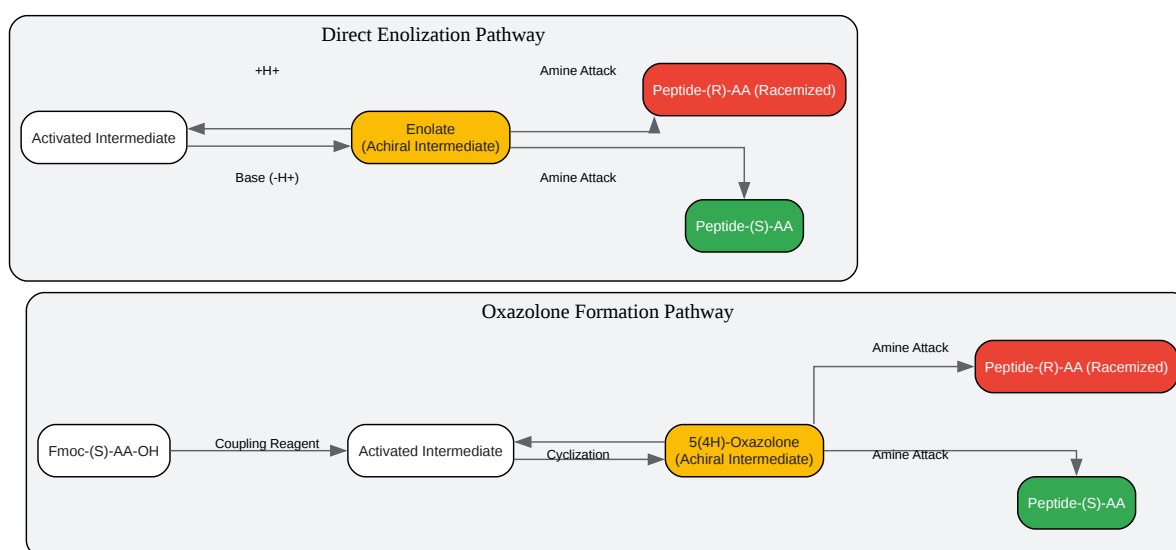 Direct Enolization Pathway
+H+
Amine Attack
Peptide-(R)-AA (Racemized)
Activated Intermediate
Enolate
(Achiral Intermediate)
Base (-H+)
Amine Attack
Peptide-(S)-AA
Oxazolone Formation Pathway
Amine Attack
Peptide-(R)-AA (Racemized)
Fmoc-(S)-AA-OH
Coupling Reagent
Activated Intermediate
Cyclization
5(4H)-Oxazolone
(Achiral Intermediate)
Amine Attack
Peptide-(S)-AA